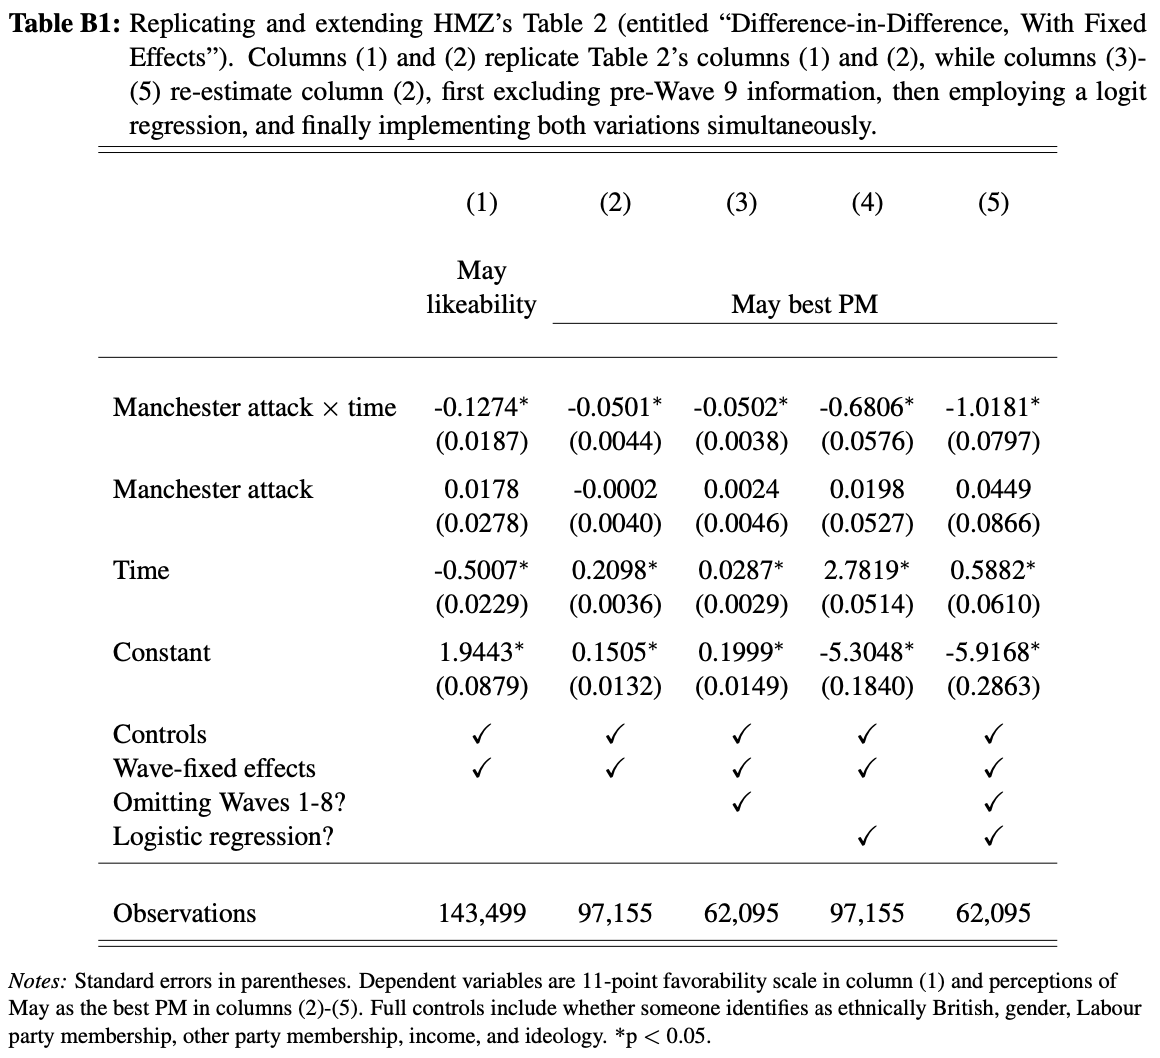 Table B1: Replicating and extending HMZ’s Table 2 (entitled “Difference-in-Difference, With Fixed
Effects”). Columns (1) and (2) replicate Table 2’s columns (1) and (2), while columns (3)-
(5) re-estimate column (2), first excluding pre-Wave 9 information, then employing a logit
regression, and finally implementing both variations simultaneously.
(1) (2) (3) (4) (5)
May
likeability May best PM
Manchester attack × time -0.1274* -0.0501* -0.0502* -0.6806* -1.0181*
(0.0187) (0.0044) (0.0038) (0.0576) (0.0797)
Manchester attack 0.0178 -0.0002 0.0024 0.0198 0.0449
(0.0278) (0.0040) (0.0046) (0.0527) (0.0866)
Time -0.5007* 0.2098* 0.0287* 2.7819* 0.5882*
(0.0229) (0.0036) (0.0029) (0.0514) (0.0610)
Constant 1.9443* 0.1505* 0.1999* -5.3048* -5.9168*
(0.0879) (0.0132) (0.0149) (0.1840) (0.2863)
Controls ✓ ✓ ✓ ✓ ✓
Wave-fixed effects ✓ ✓ ✓ ✓ ✓
Omitting Waves 1-8? ✓ ✓
Logistic regression? ✓ ✓
Observations 143,499 97,155 62,095 97,155 62,095
Notes: Standard errors in parentheses. Dependent variables are 11-point favorability scale in column (1) and perceptions of
May as the best PM in columns (2)-(5). Full controls include whether someone identifies as ethnically British, gender, Labour
party membership, other party membership, income, and ideology. *p < 0.05.